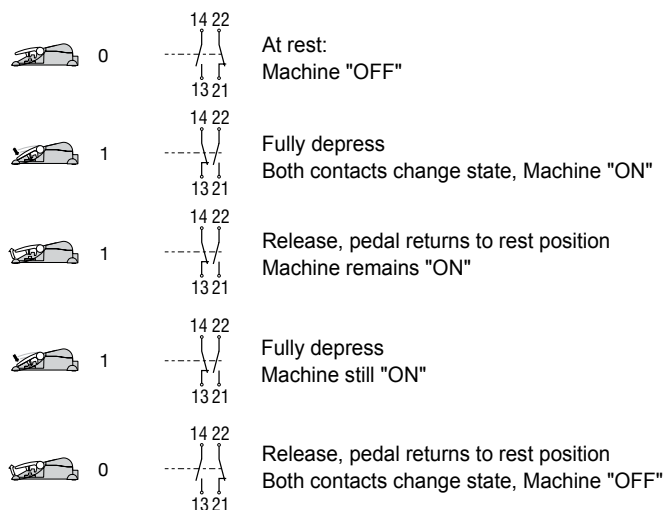 14 22
At rest:
0
Machine "OFF"
13 21
14 22
Fully depress
1
Both contacts change state, Machine "ON"
13 21
14 22
Release, pedal returns to rest position
1
Machine remains "ON"
13 21
14 22
Fully depress
1
Machine still "ON"
13 21
14 22
Release, pedal returns to rest position
0
Both contacts change state, Machine "OFF"
13 21